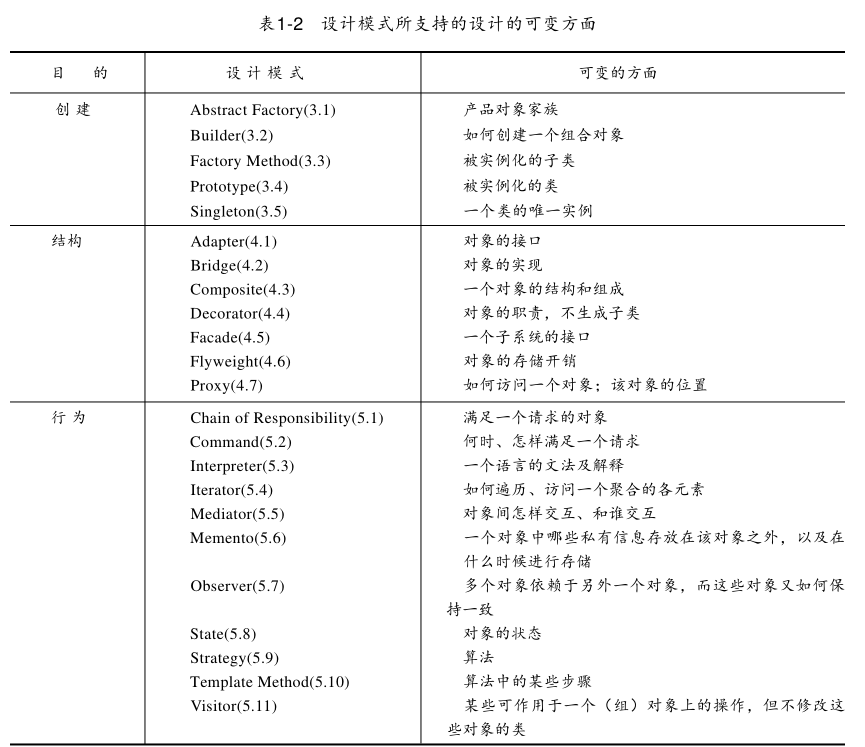 表1-2 设计模式所支持的设计的可变方面
目 的 设 计 模 式 可变的方面
创 建 Abstract Factory(3.1) 产品对象家族
Builder(3.2) 如何创建一个组合对象
Factory Method(3.3) 被实例化的子类
Prototype(3.4) 被实例化的类
Singleton(3.5) 一个类的唯一实例
结构 Adapter(4.1) 对象的接口
Bridge(4.2) 对象的实现
Composite(4.3) 一个对象的结构和组成
Decorator(4.4) 对象的职责，不生成子类
Facade(4.5) 一个子系统的接口
Flyweight(4.6) 对象的存储开销
Proxy(4.7) 如何访问一个对象；该对象的位置
行 为 Chain of Responsibility(5.1) 满足一个请求的对象
Command(5.2) 何时、怎样满足一个请求
Interpreter(5.3) 一个语言的文法及解释
Iterator(5.4) 如何遍历、访问一个聚合的各元素
Mediator(5.5) 对象间怎样交互、和谁交互
Memento(5.6) 一个对象中哪些私有信息存放在该对象之外，以及在
什么时候进行存储
Observer(5.7) 多个对象依赖于另外一个对象，而这些对象又如何保
持一致
State(5.8) 对象的状态
Strategy(5.9) 算法
Template Method(5.10) 算法中的某些步骤
Visitor(5.11) 某些可作用于一个（组）对象上的操作，但不修改这
些对象的类